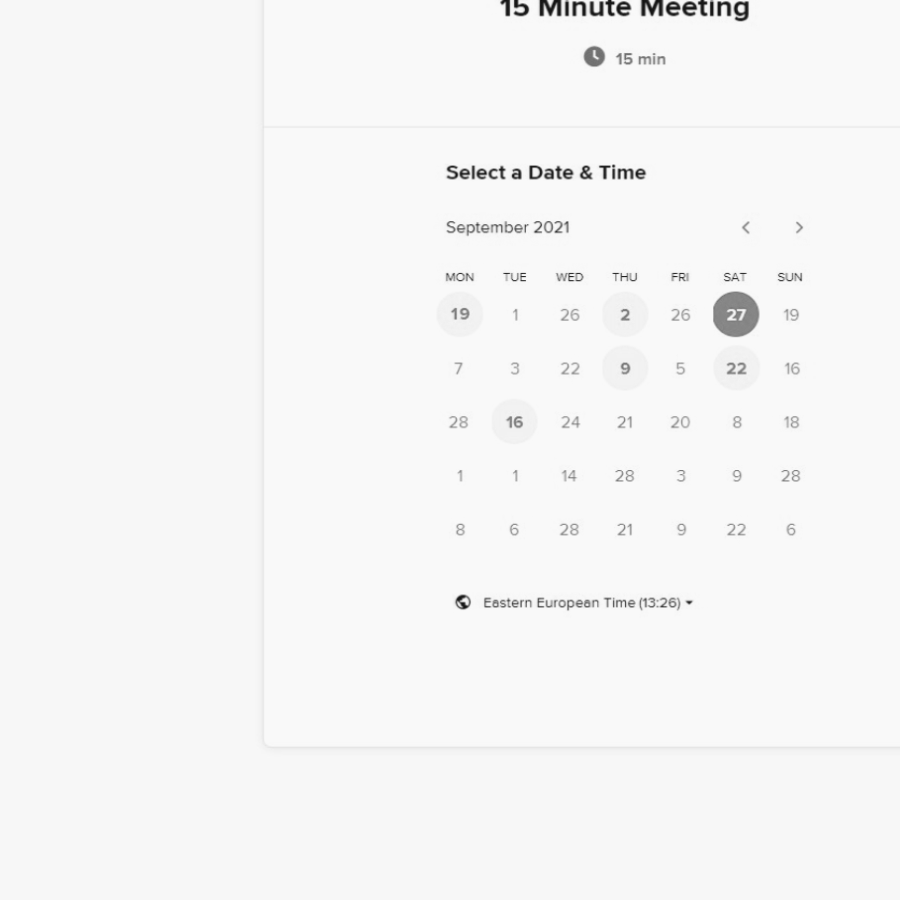 15 Minute Meeting
15 min
Select a Date & Time
September 2021
MON TUE WED THU FRI SAT SUN
19 1 26 2 26 27 19
7 3 22 9 5 22 16
28 16 24 21 20 8 18
1 1 14 28 3 9 28
8 6 28 21 9 22 6
Eastern European Time (13:26)